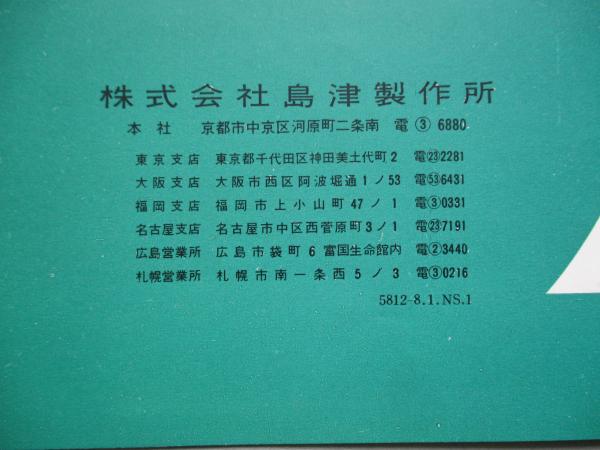 株式会社島津製作所
本社 京都市中京区河原町二条南 電③6880
東京支店 東京都千代田区神田美土代町2 電㉓2281
大阪支店 大阪市西区阿波堀通1ノ53 電㊾6431
福岡支店 福岡市上小山町47ノ1 電③0331
名古屋支店 名古屋市中区西菅原町3ノ1 電㉓7191
広島営業所 広島市袋町6 富国生命館内 電②3440
札幌営業所 札幌市南一条西5ノ3 電③0216
5812-8.1.NS.1